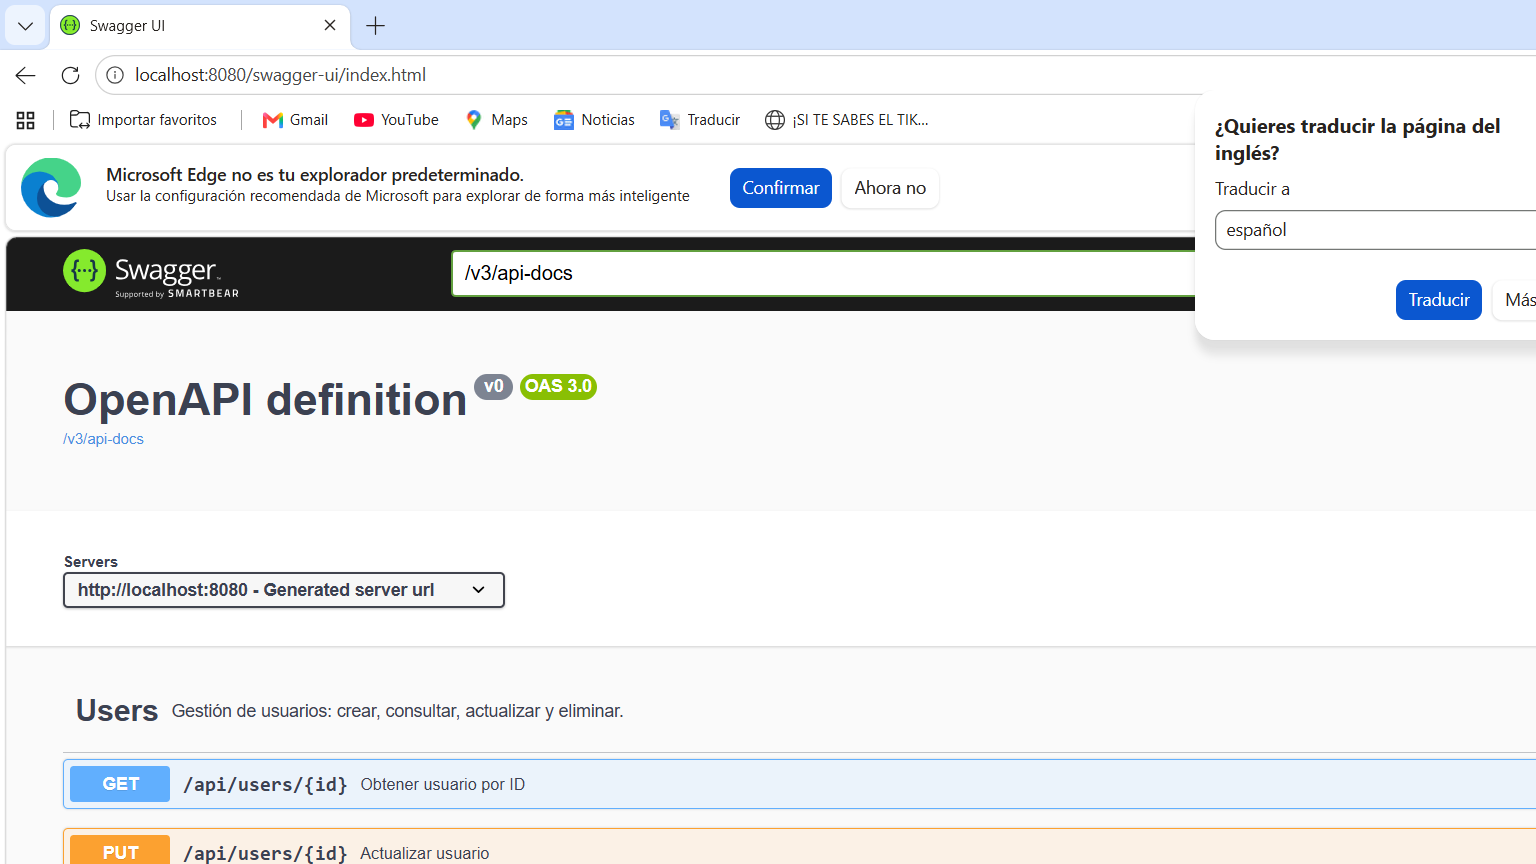 Swagger UI
localhost:8080/swagger-ui/index.html
Importar favoritos
Gmail
YouTube
Maps
Noticias
Traducir
¡SI TE SABES EL TIK...
¿Quieres traducir la página del
inglés?
Traducir a
español
Traducir
Más
Microsoft Edge no es tu explorador predeterminado.
Usar la configuración recomendada de Microsoft para explorar de forma más inteligente
Confirmar
Ahora no
{···} Swagger™
Supported by SMARTBEAR
/v3/api-docs
OpenAPI definition v0 OAS 3.0
/v3/api-docs
Servers
http://localhost:8080 - Generated server url
Users Gestión de usuarios: crear, consultar, actualizar y eliminar.
GET /api/users/{id} Obtener usuario por ID
PUT /api/users/{id} Actualizar usuario